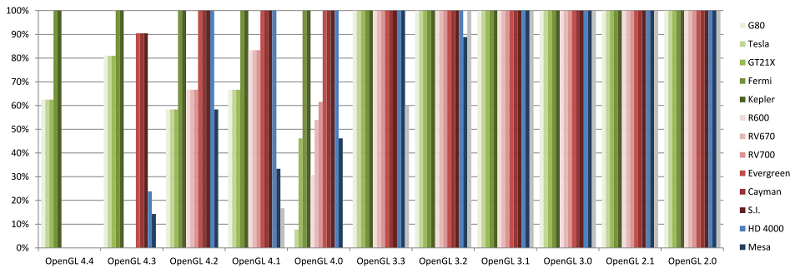 100%
90%
80%
70%
60%
50%
40%
30%
20%
10%
0%
OpenGL 4.4 OpenGL 4.3 OpenGL 4.2 OpenGL 4.1 OpenGL 4.0 OpenGL 3.3 OpenGL 3.2 OpenGL 3.1 OpenGL 3.0 OpenGL 2.1 OpenGL 2.0
G80
Tesla
GT21X
Fermi
Kepler
R600
RV670
RV700
Evergreen
Cayman
S.I.
HD 4000
Mesa